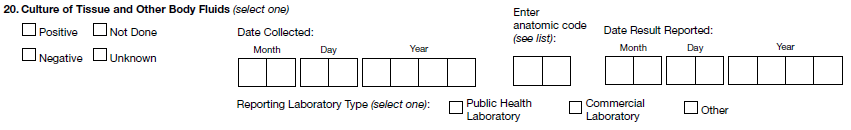 20. Culture of Tissue and Other Body Fluids (select one)
Positive
Not Done
Negative
Unknown
Date Collected:
Month Day Year
Enter
anatomic code
(see list):
Date Result Reported:
Month Day Year
Reporting Laboratory Type (select one):
Public Health
Laboratory
Commercial
Laboratory
Other